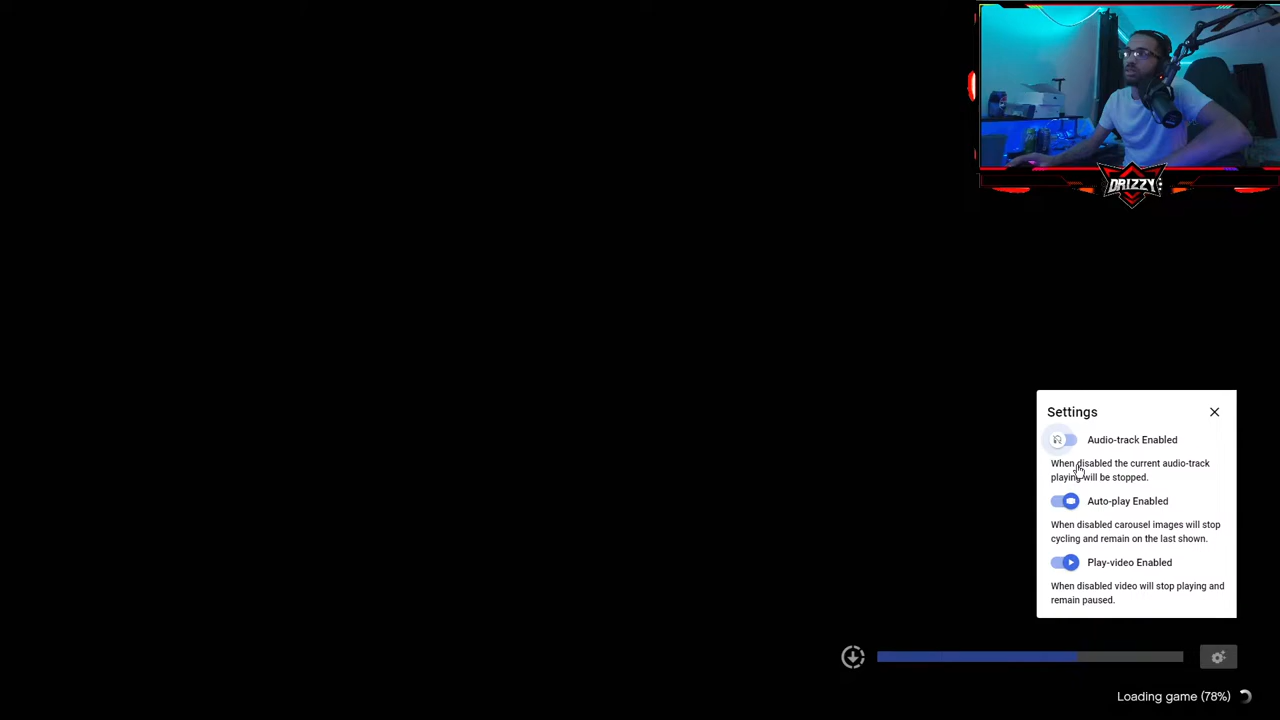 DRIZZY
Settings
Audio-track Enabled
When disabled the current audio-track
playing will be stopped.
Auto-play Enabled
When disabled carousel images will stop
cycling and remain on the last shown.
Play-video Enabled
When disabled video will stop playing and
remain paused.
Loading game (78%)